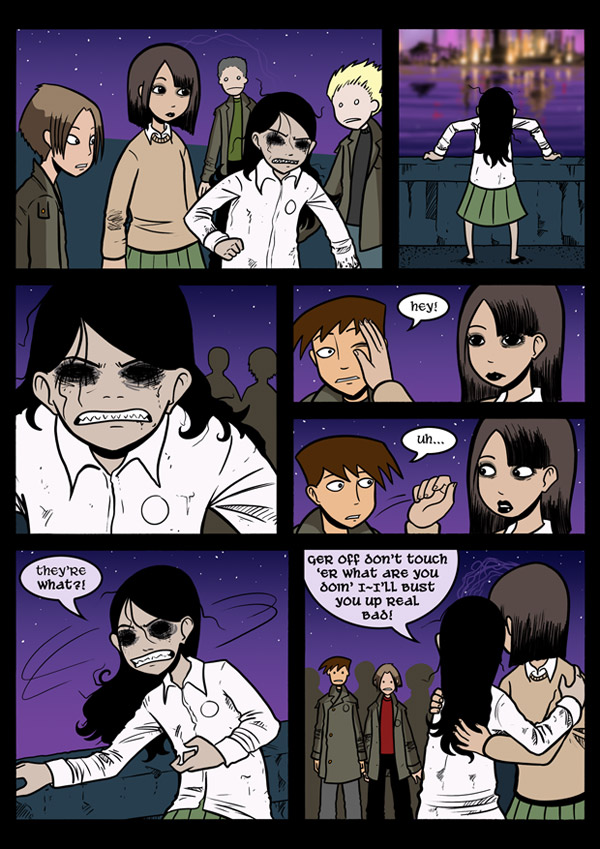 hey!
uh...
they're
what?!
ger off don't touch
'er what are you
doin' I-I'll bust
you up real
bad!